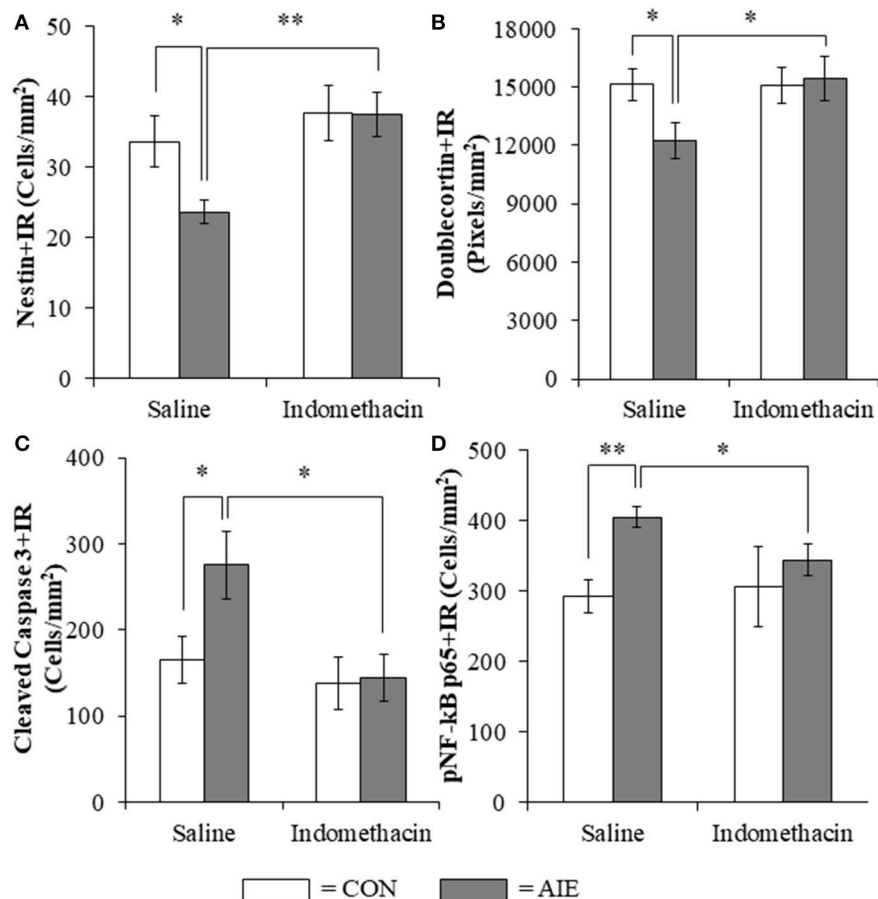 A
Nestin+IR (Cells/mm²)
50
40
30
20
10
0
*
**
Saline
Indomethacin
B
Doublecortin+IR
(Pixels/mm²)
18000
15000
12000
9000
6000
3000
0
*
*
Saline
Indomethacin
C
Cleaved Caspase 3+IR
(Cells/mm²)
400
300
200
100
0
*
*
Saline
Indomethacin
D
pNF-kB p65+IR (Cells/mm²)
500
400
300
200
100
0
**
*
Saline
Indomethacin
= CON
= AIE